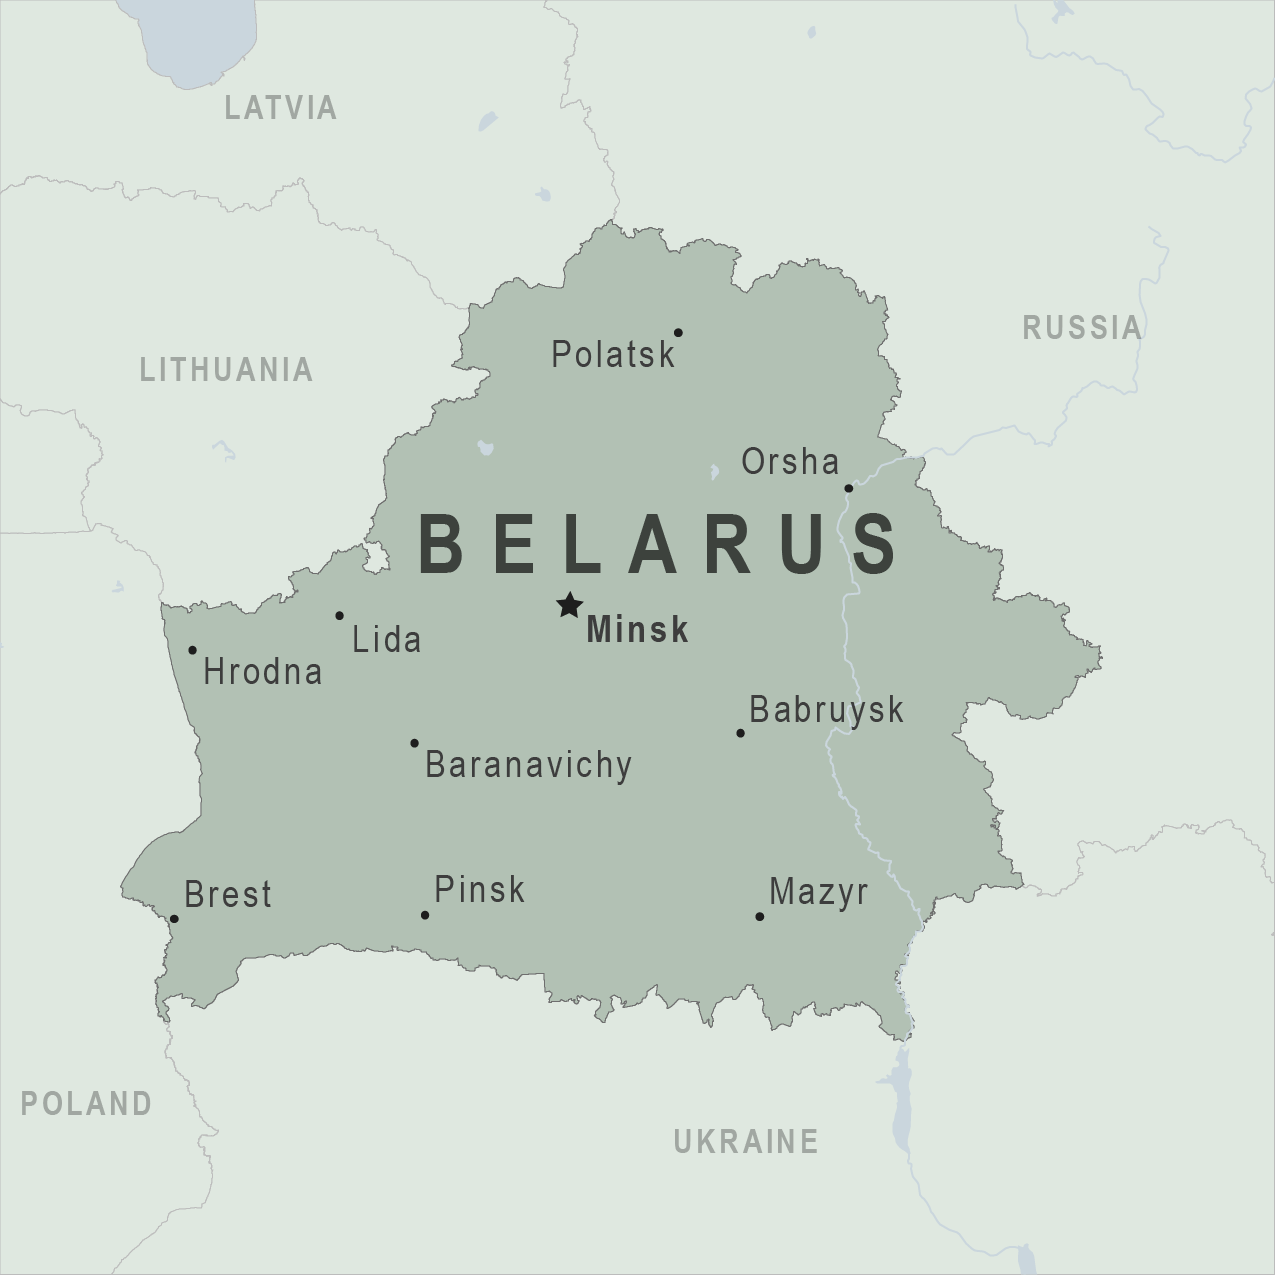 LATVIA
RUSSIA
LITHUANIA
Polatsk
Orsha
BELARUS
Minsk
Lida
Hrodna
Babruysk
Baranavichy
Brest
Pinsk
Mazyr
POLAND
UKRAINE